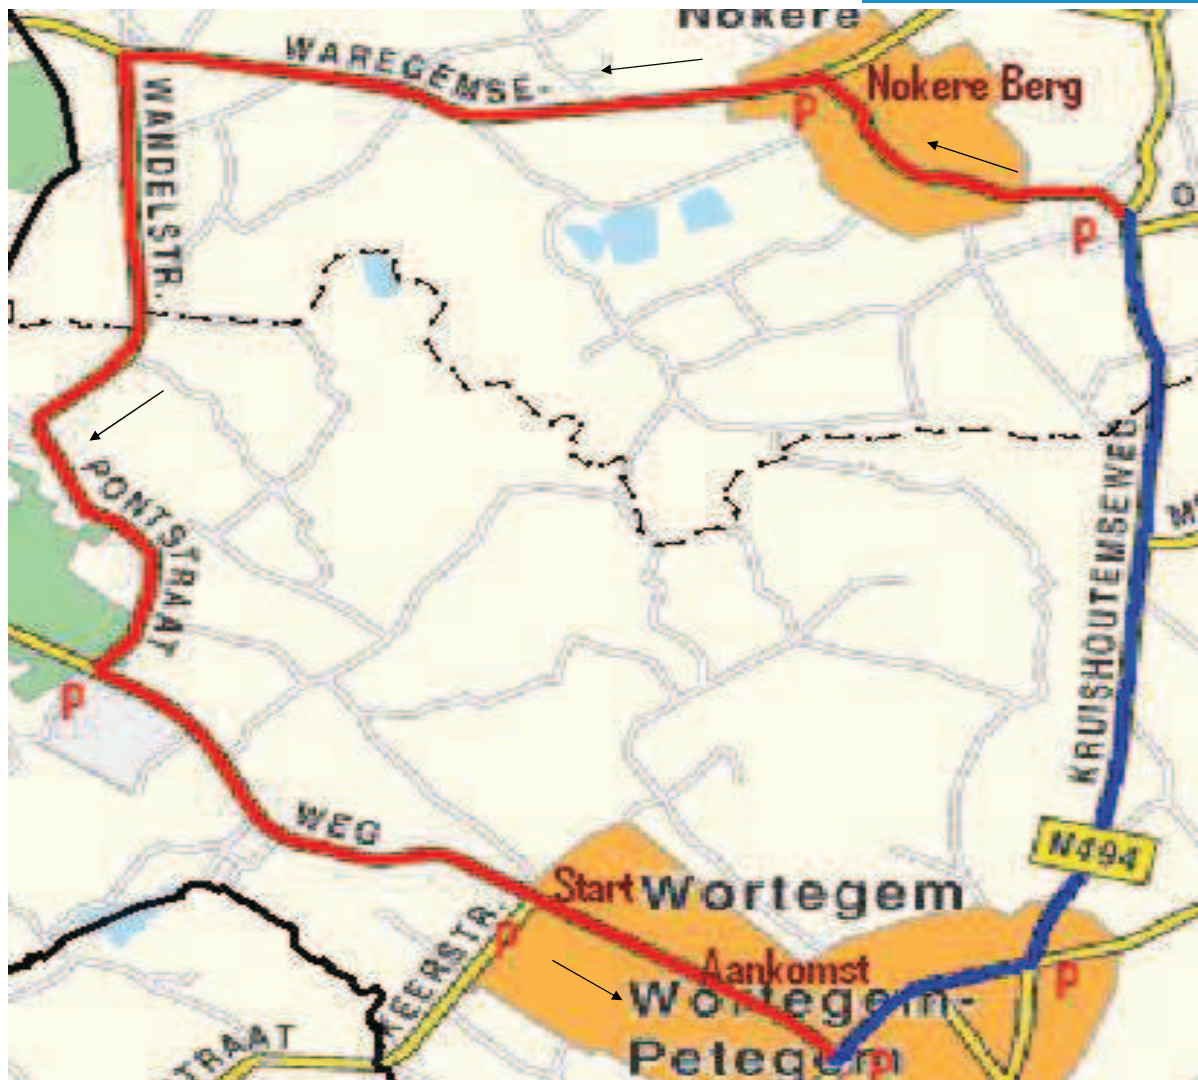 Nokere
WAREGEMSE-
Nokere Berg
P
WANDELSTR.
O
P
PONTSTRAAT
KRUISHOUTEMSEWEG
M
P
WEG
N494
Start Wortegem
KEERSTR.
P
Aankomst
P
Wortegem-
Petegem
P
STRAAT